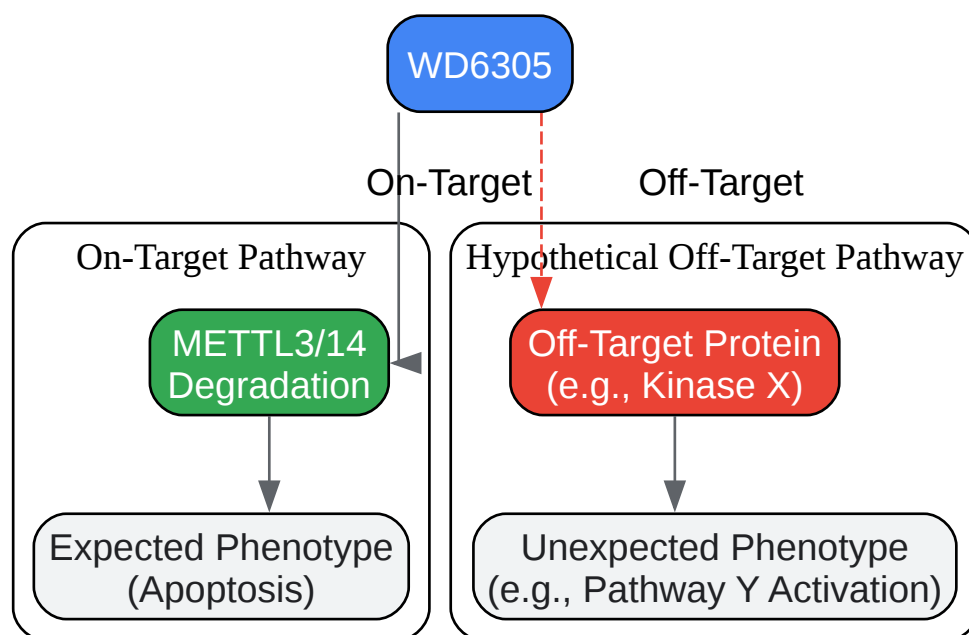 WD6305
On-Target
Off-Target
On-Target Pathway
Hypothetical Off-Target Pathway
METTL3/14
Degradation
Off-Target Protein
(e.g., Kinase X)
Expected Phenotype
(Apoptosis)
Unexpected Phenotype
(e.g., Pathway Y Activation)